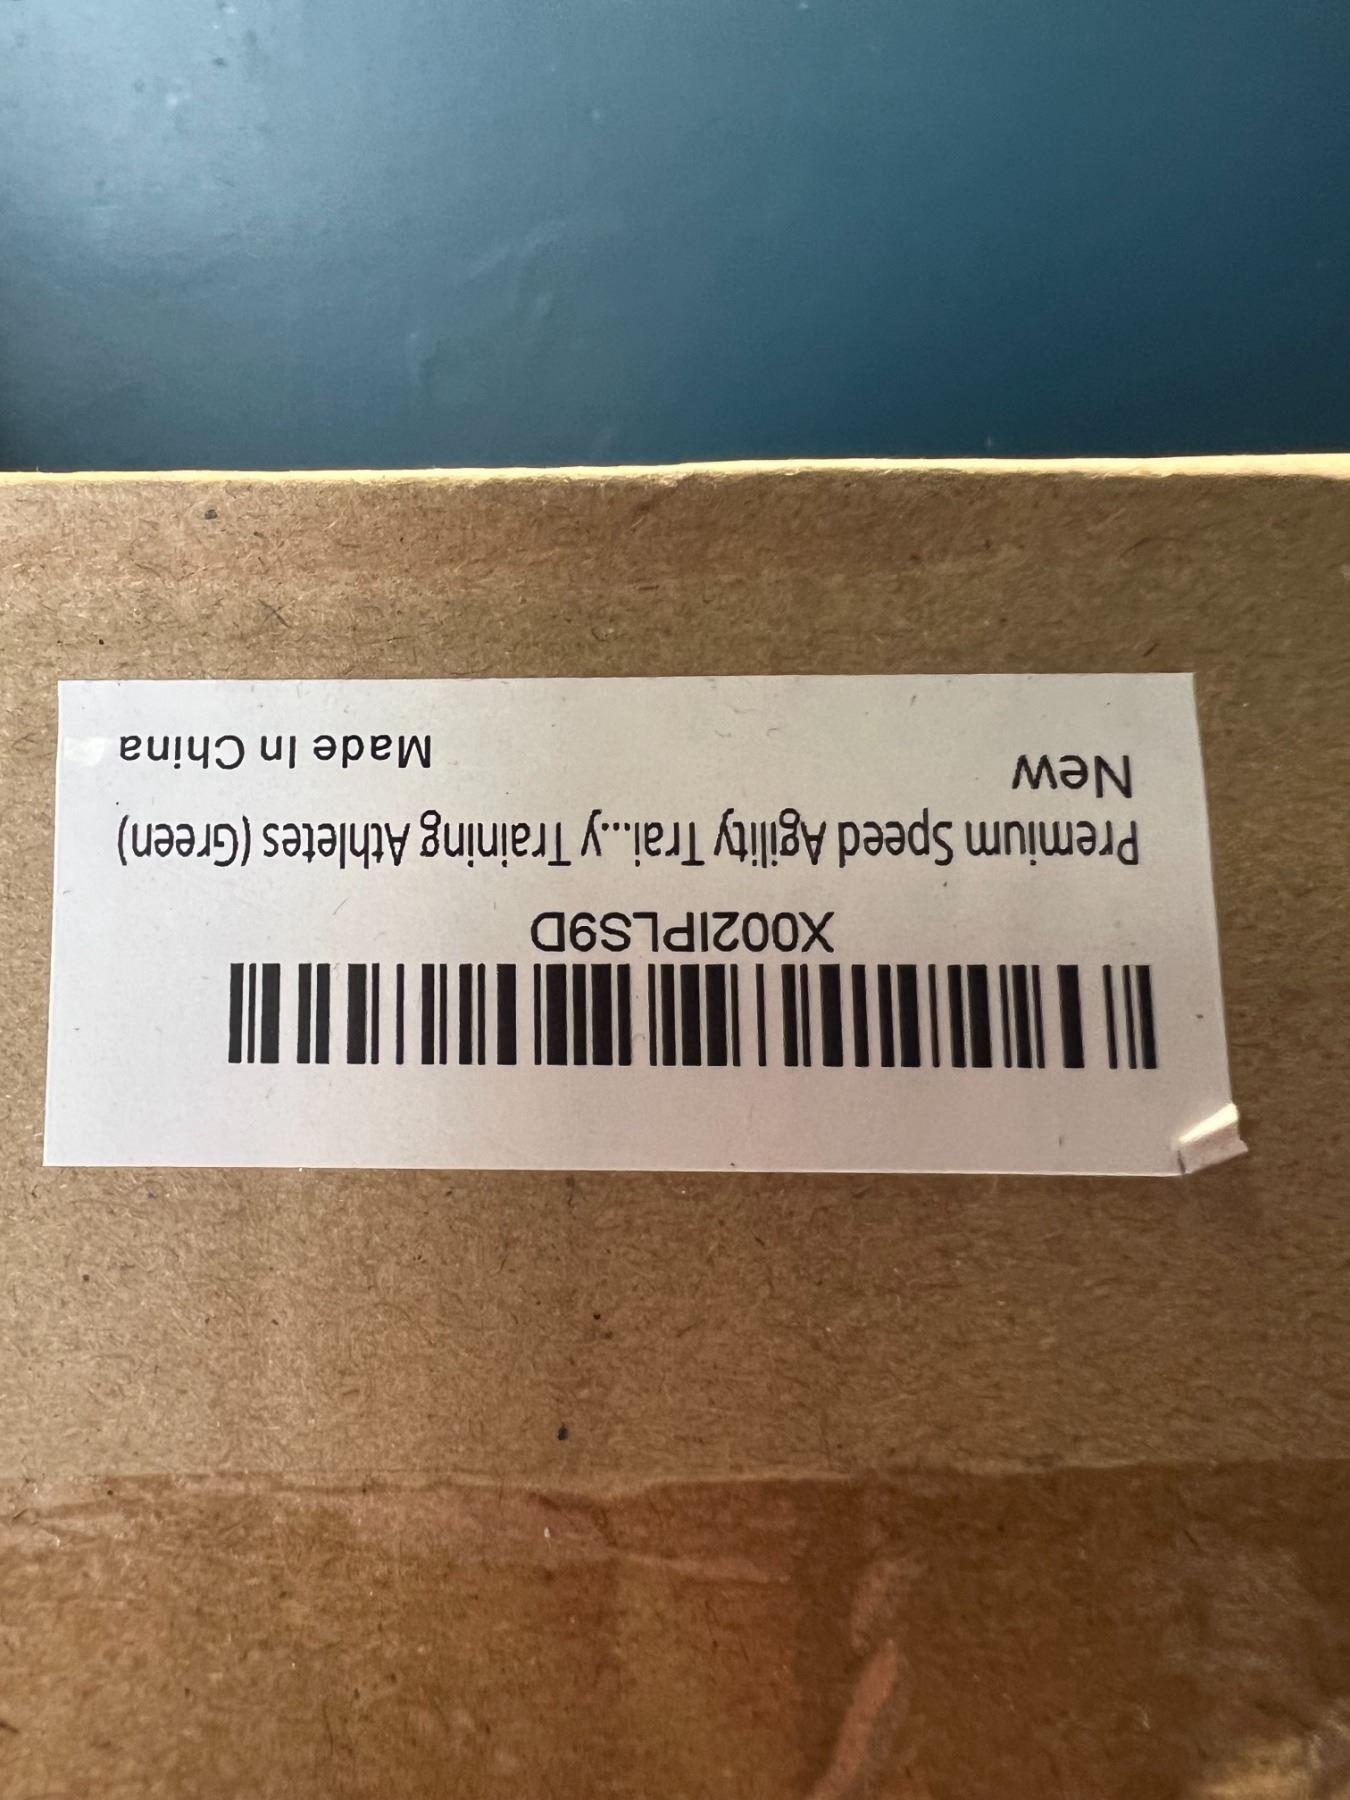 X002IPLS9D
Premium Speed Agility Trai...y Training Athletes (Green)
New
Made In China